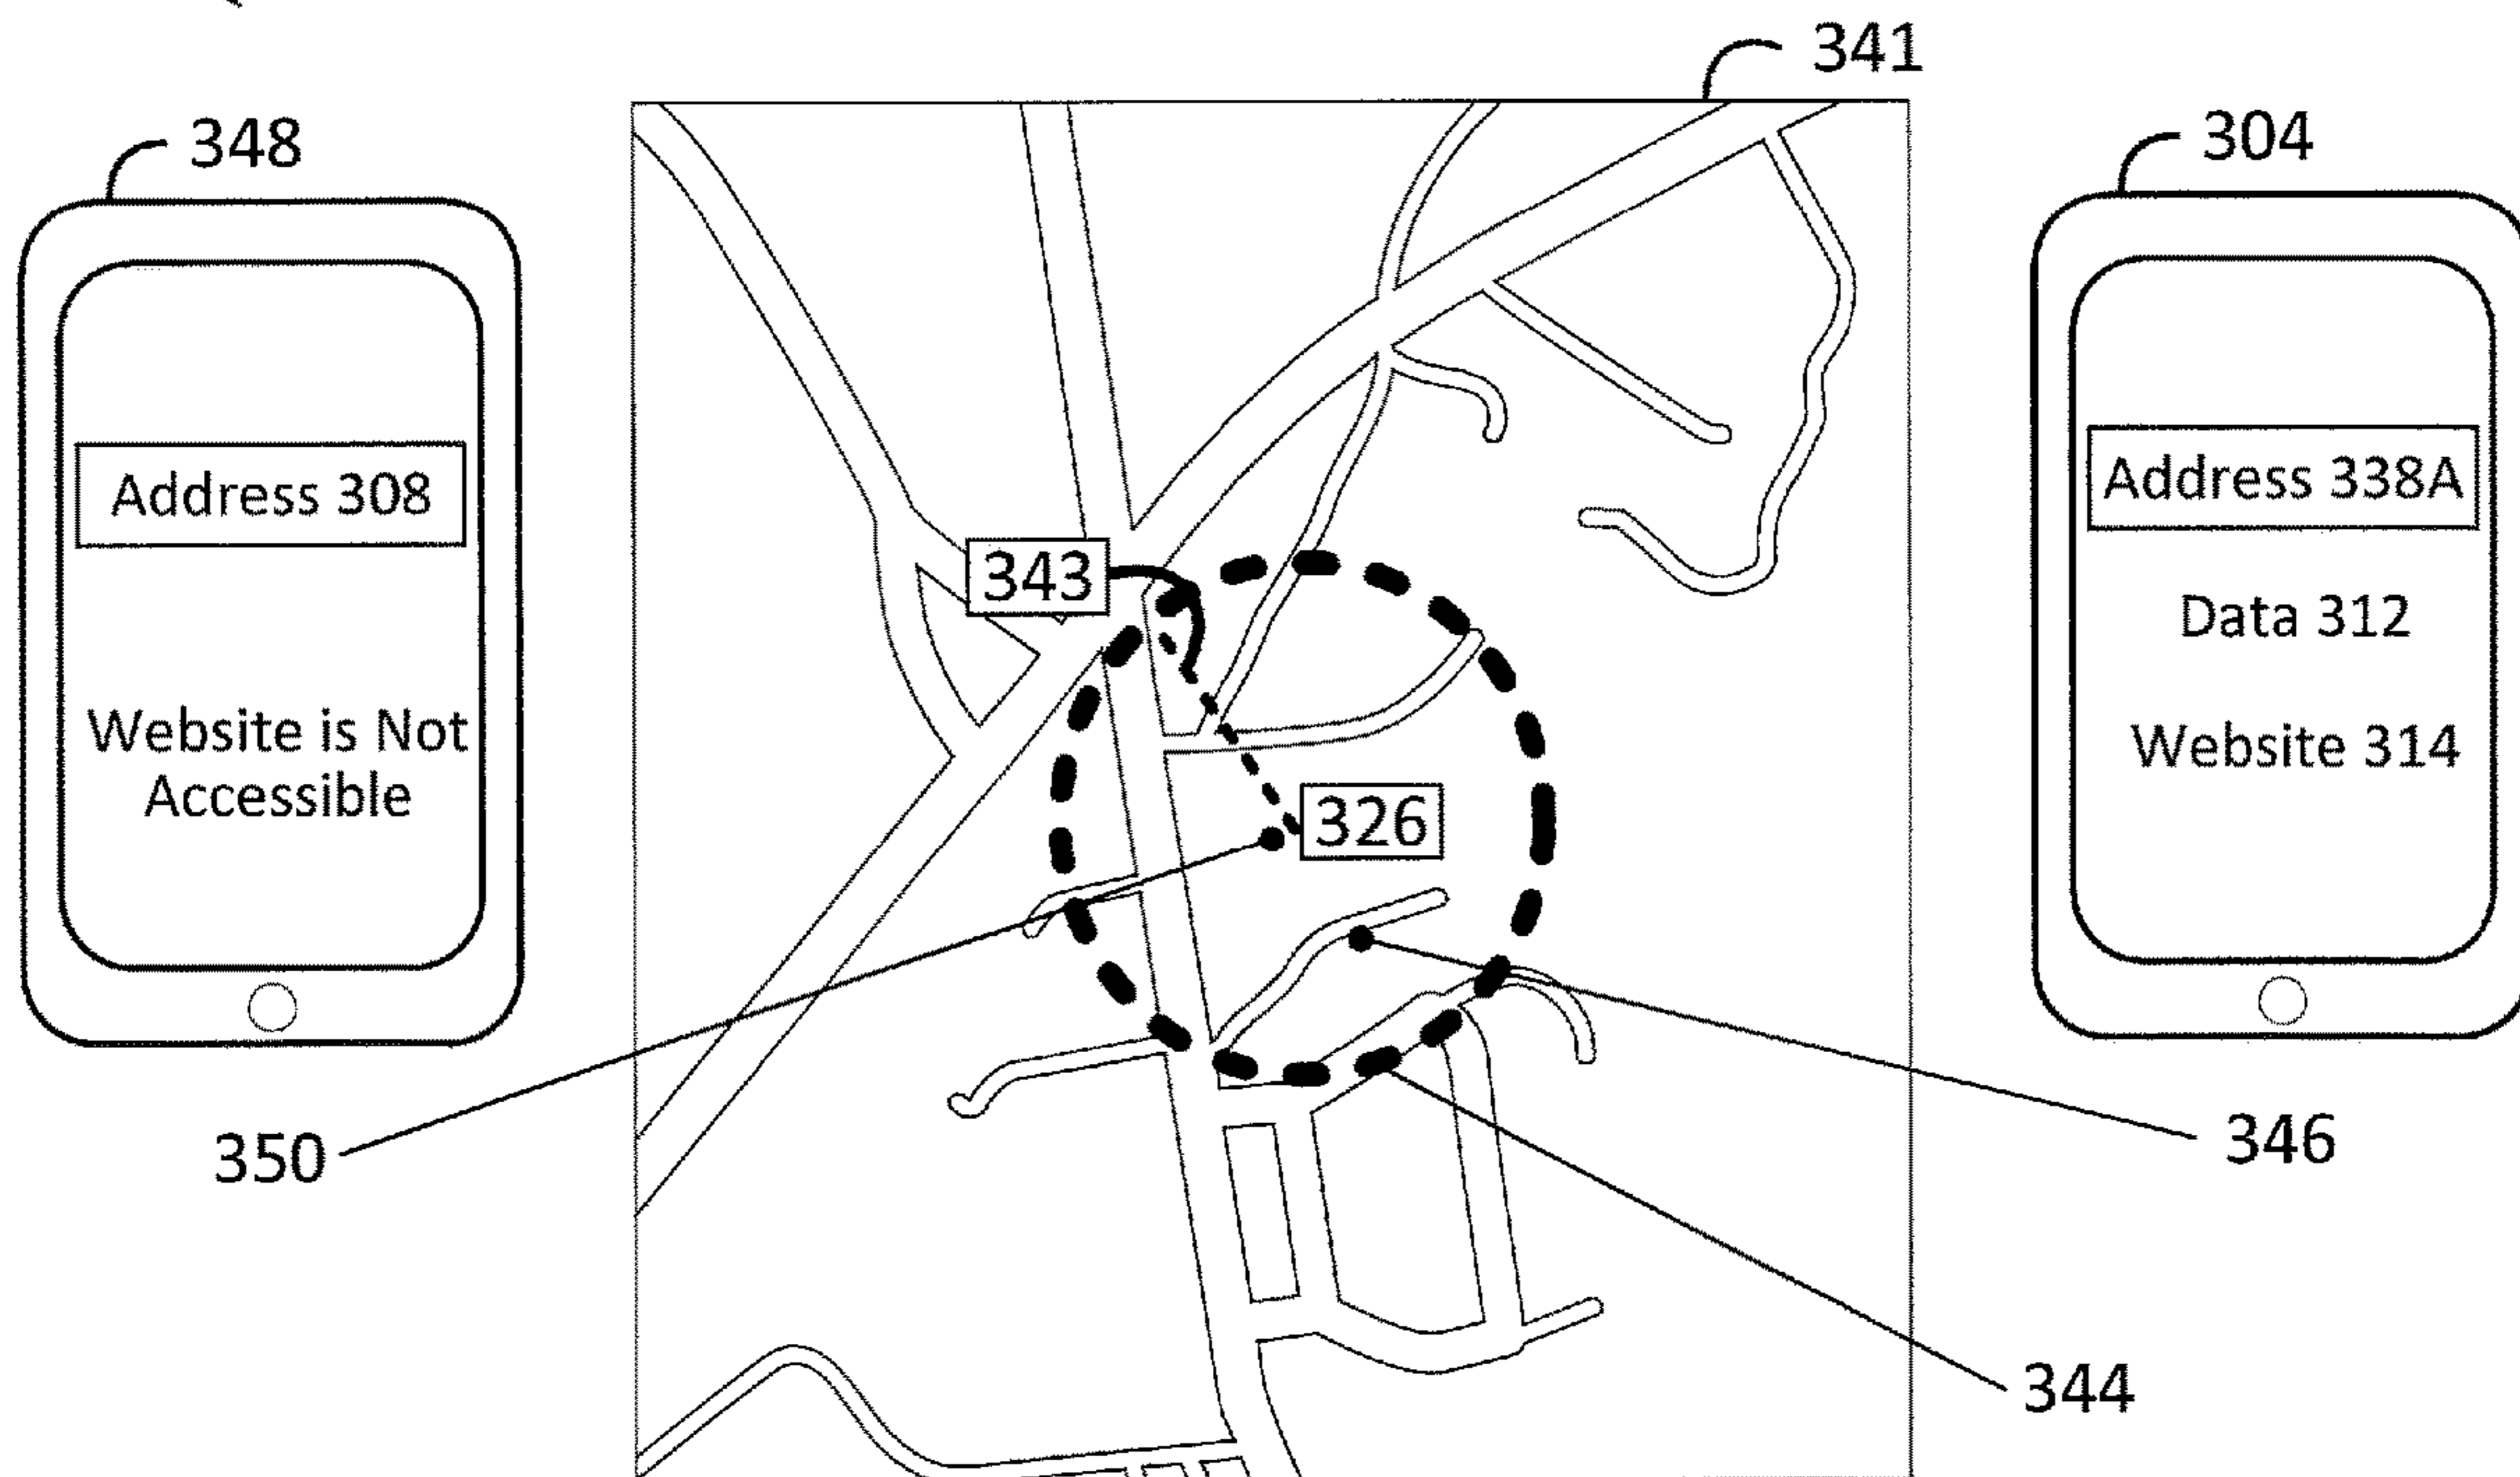 341
348
304
Address 308
Website is Not
Accessible
343
326
Address 338A
Data 312
Website 314
350
346
344